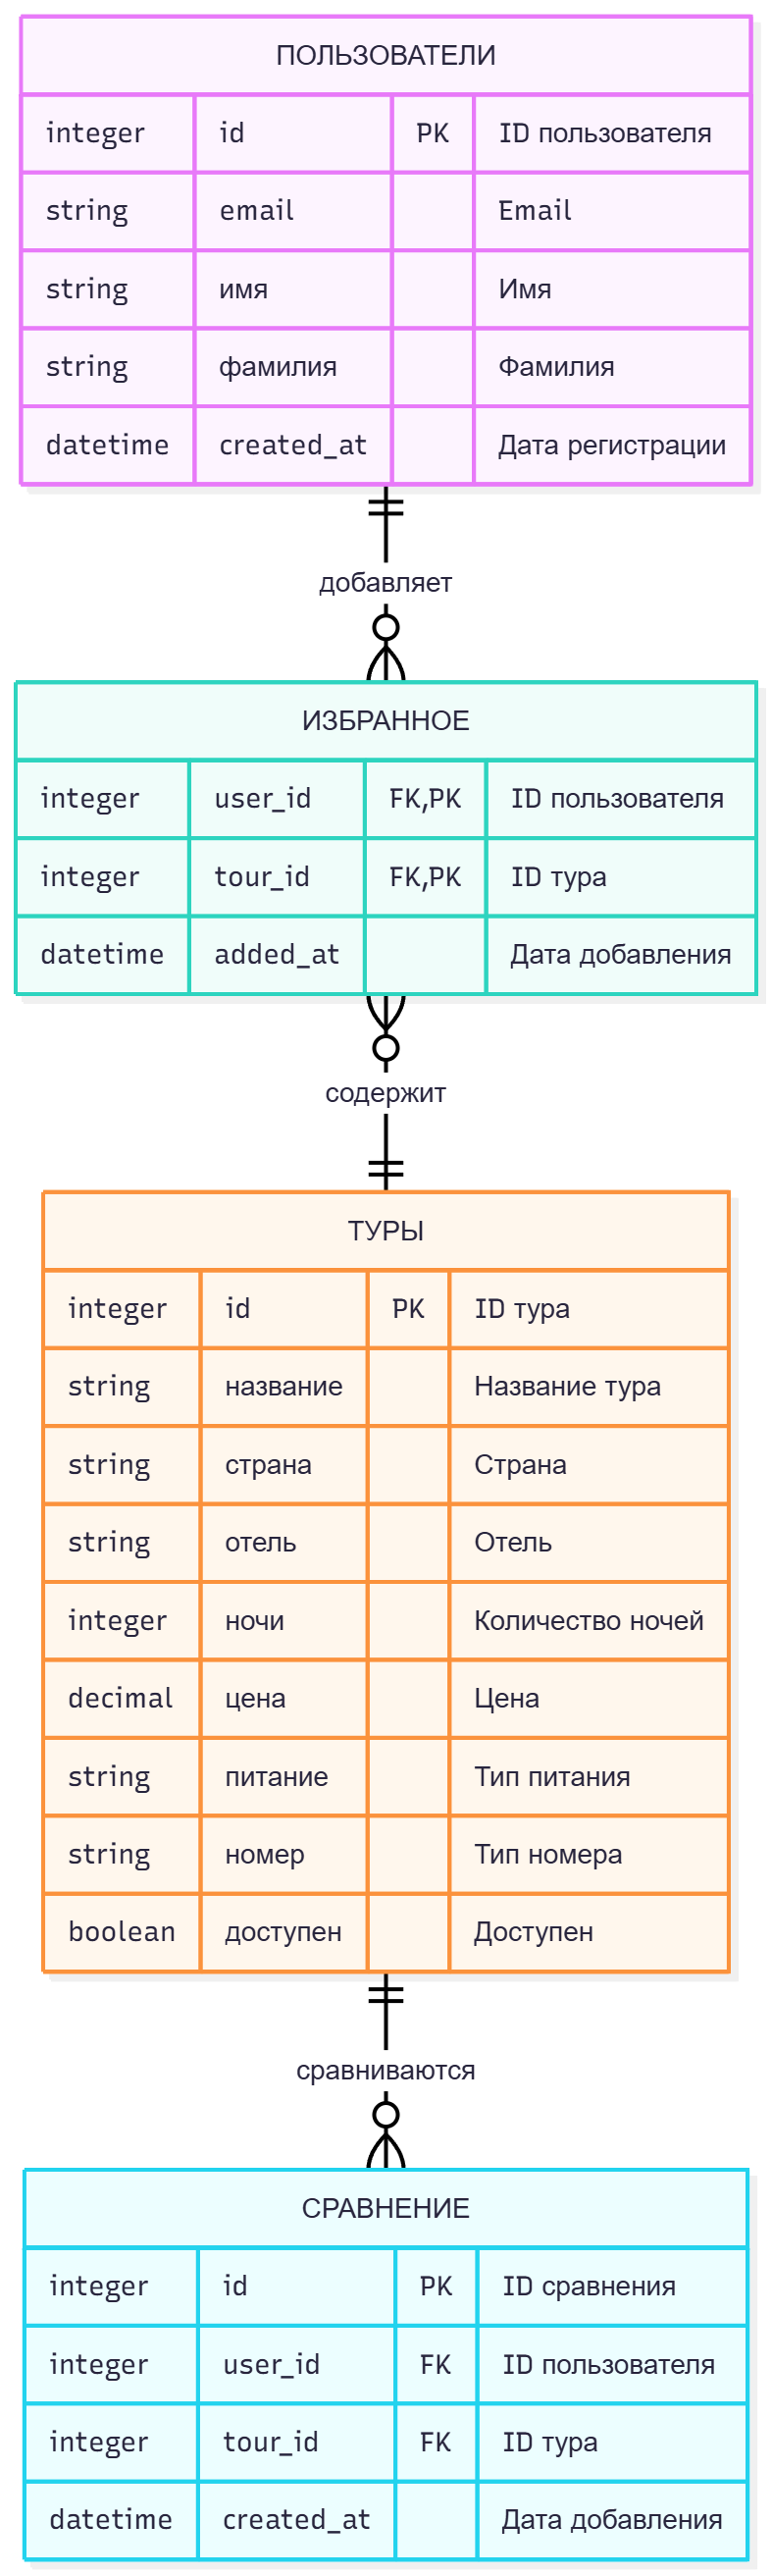 ПОЛЬЗОВАТЕЛИ
integer id PK ID пользователя
string email Email
string имя Имя
string фамилия Фамилия
datetime created_at Дата регистрации
добавляет
ИЗБРАННОЕ
integer user_id FK,PK ID пользователя
integer tour_id FK,PK ID тура
datetime added_at Дата добавления
содержит
ТУРЫ
integer id PK ID тура
string название Название тура
string страна Страна
string отель Отель
integer ночи Количество ночей
decimal цена Цена
string питание Тип питания
string номер Тип номера
boolean доступен Доступен
сравниваются
СРАВНЕНИЕ
integer id PK ID сравнения
integer user_id FK ID пользователя
integer tour_id FK ID тура
datetime created_at Дата добавления